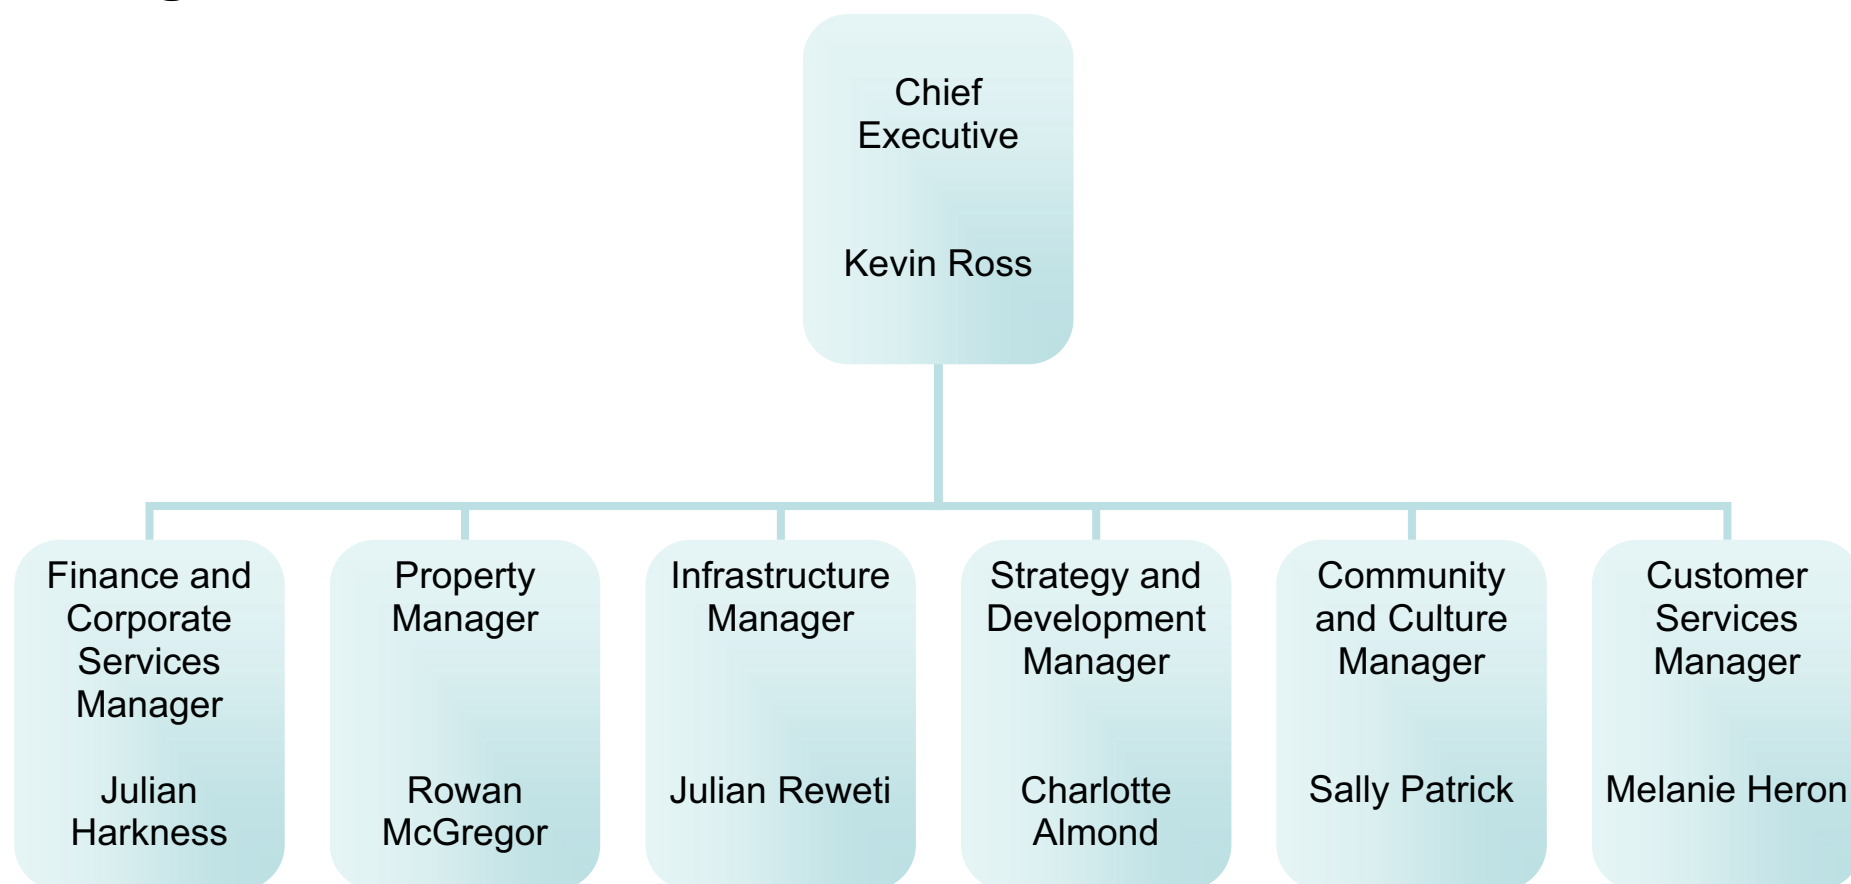 Chief
Executive
Kevin Ross
Finance and
Corporate
Services
Manager
Julian
Harkness
Property
Manager
Rowan
McGregor
Infrastructure
Manager
Julian Reweti
Strategy and
Development
Manager
Charlotte
Almond
Community
and Culture
Manager
Sally Patrick
Customer
Services
Manager
Melanie Heron